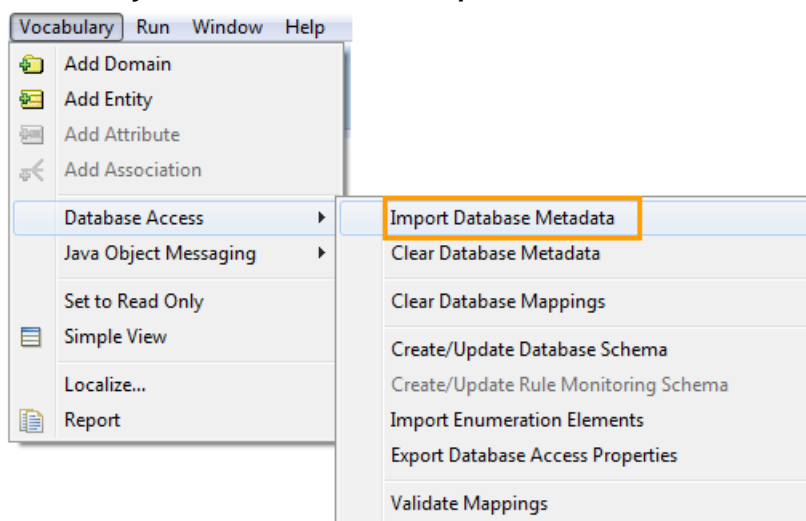 Vocabulary Run Window Help
Add Domain
Add Entity
Add Attribute
Add Association
Database Access
Java Object Messaging
Set to Read Only
Simple View
Localize...
Report
Import Database Metadata
Clear Database Metadata
Clear Database Mappings
Create/Update Database Schema
Create/Update Rule Monitoring Schema
Import Enumeration Elements
Export Database Access Properties
Validate Mappings